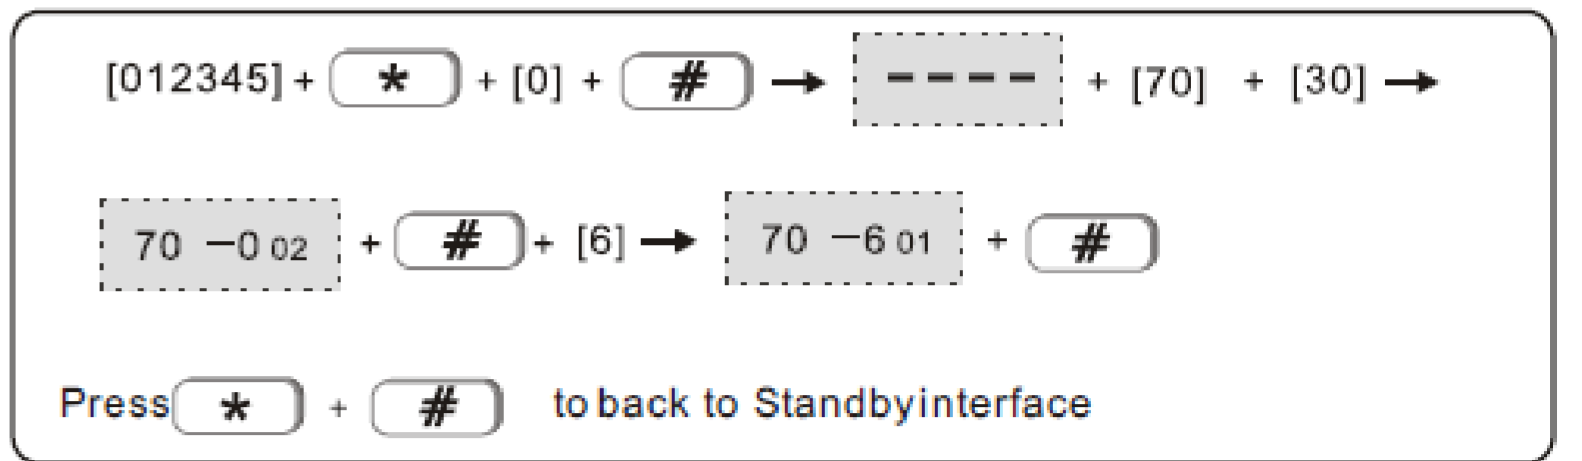 [012345] + * + [0] + # → − − − − + [70] + [30] →
70 −0 02 + # + [6] → 70 −6 01 + #
Press * + # to back to Standbyinterface